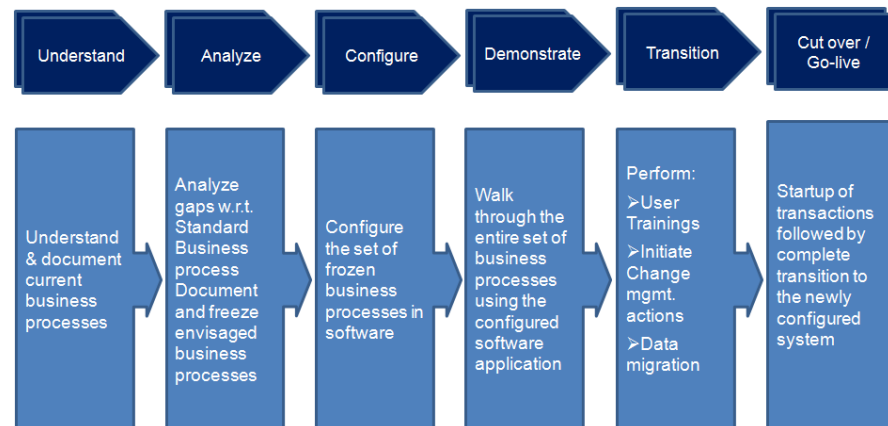 Understand
Analyze
Configure
Demonstrate
Transition
Cut over /
Go-live
Understand
& document
current
business
processes
Analyze
gaps w.r.t.
Standard
Business
process
Document
and freeze
envisaged
business
processes
Configure
the set of
frozen
business
processes in
software
Walk
through the
entire set of
business
processes
using the
configured
software
application
Perform:
➢User
Trainings
➢Initiate
Change
mgmt.
actions
➢Data
migration
Startup of
transactions
followed by
complete
transition to
the newly
configured
system